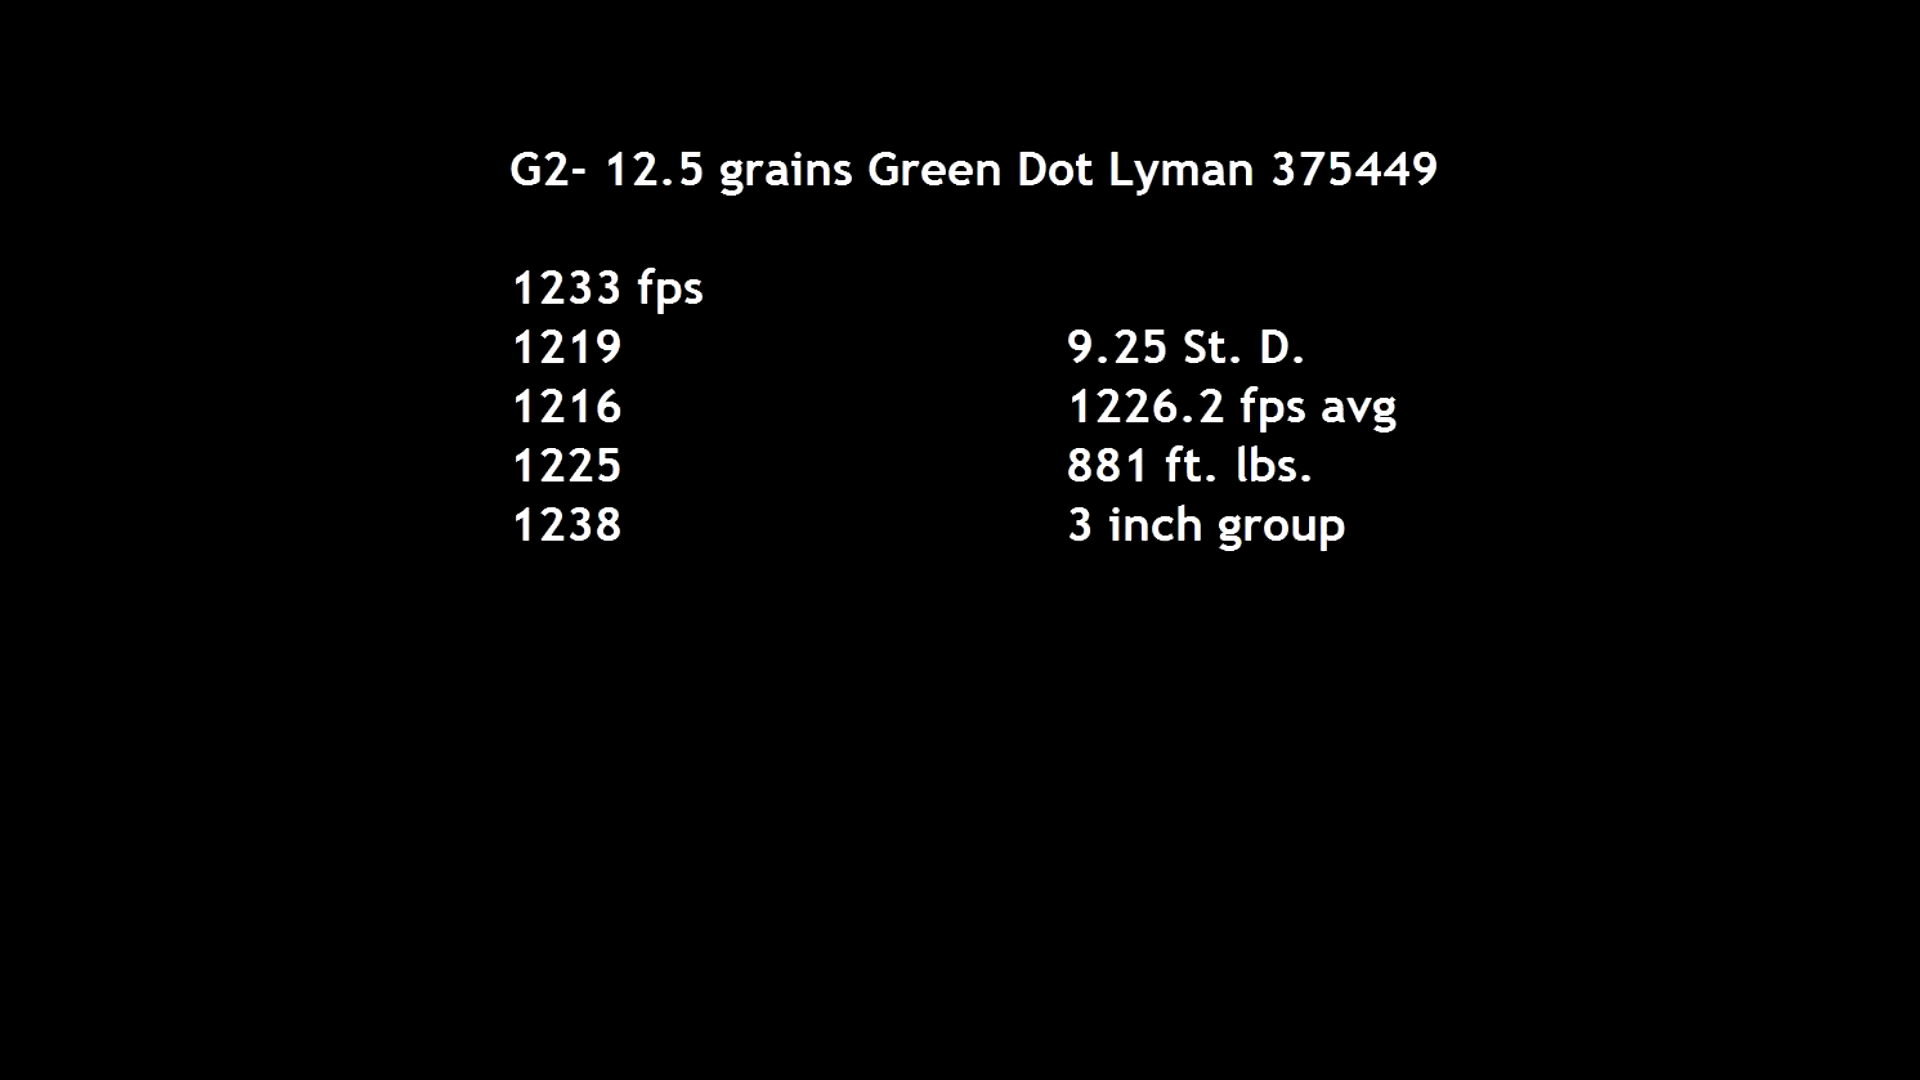 G2- 12.5 grains Green Dot Lyman 375449
1233 fps
1219
1216
1225
1238
9.25 St. D.
1226.2 fps avg
881 ft. lbs.
3 inch group